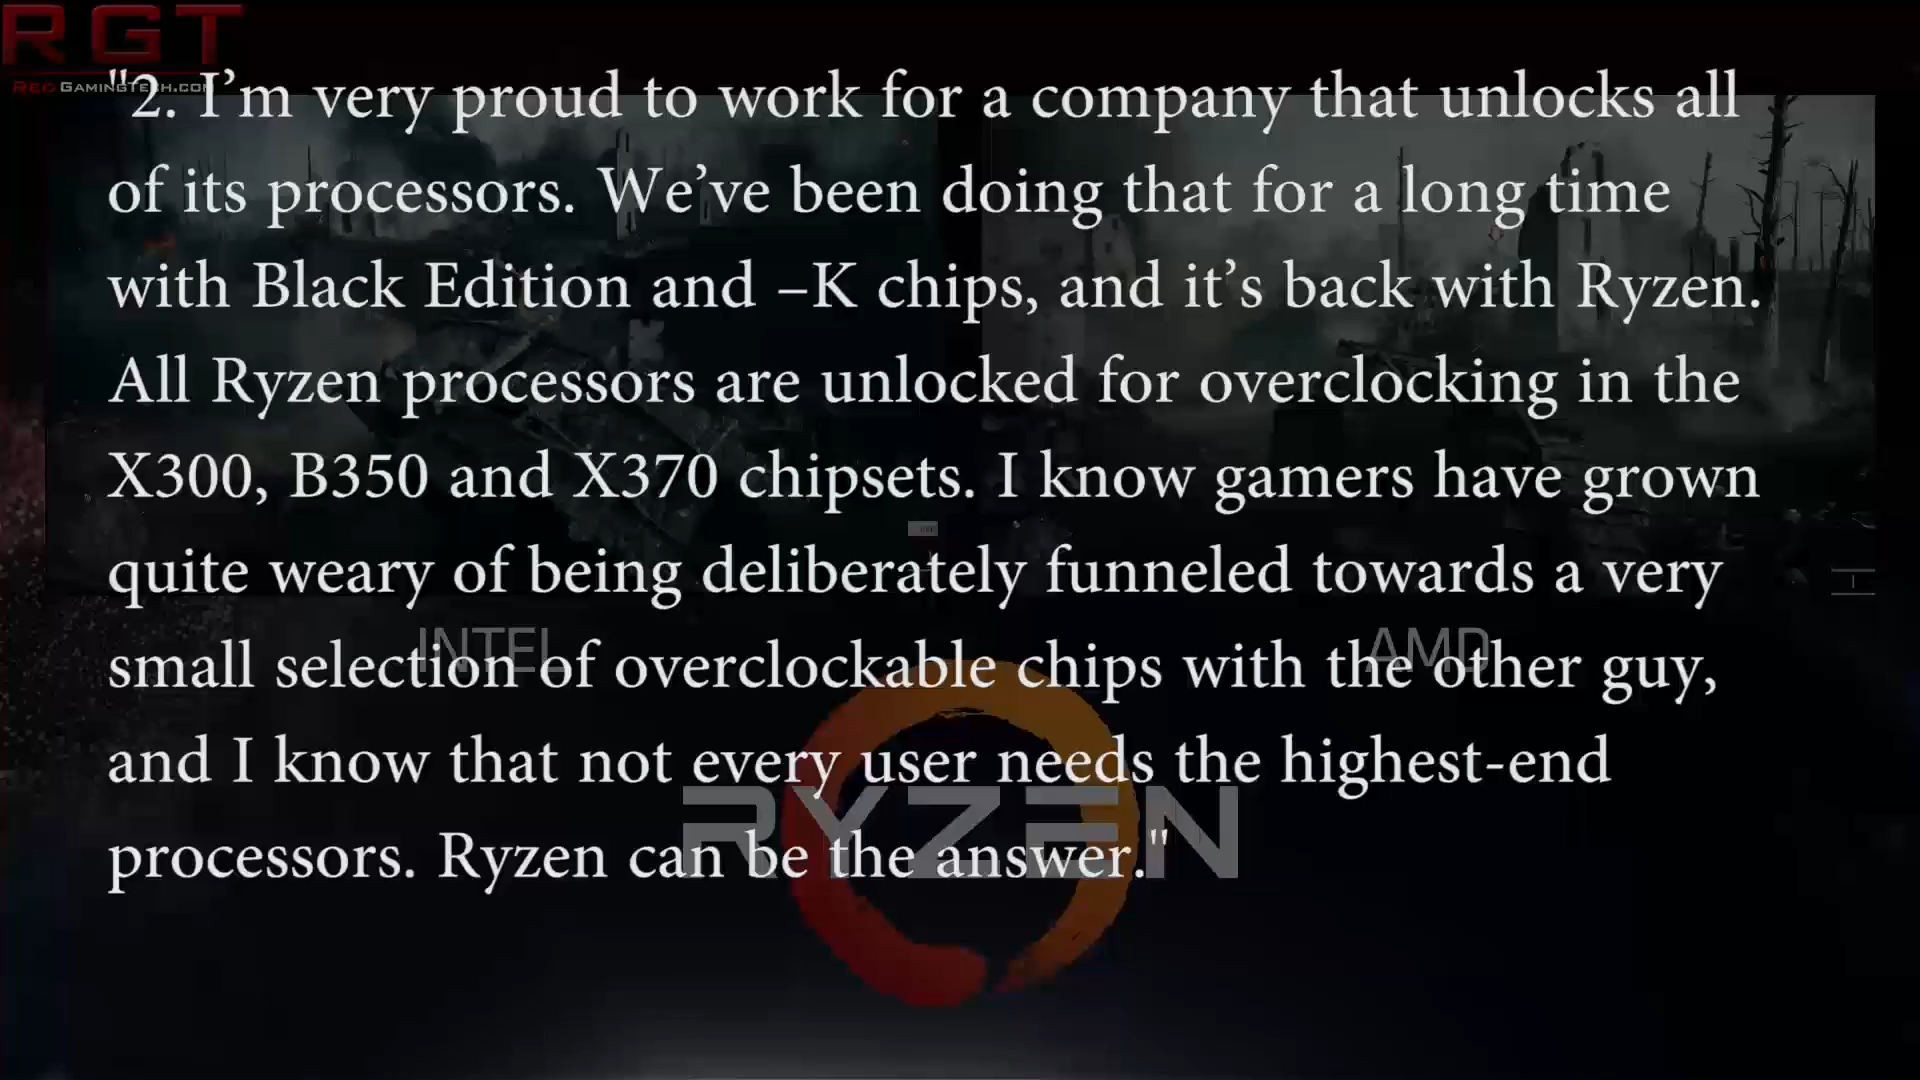 RGT
RedGamingTech.com
"2. I’m very proud to work for a company that unlocks all
of its processors. We’ve been doing that for a long time
with Black Edition and –K chips, and it’s back with Ryzen.
All Ryzen processors are unlocked for overclocking in the
X300, B350 and X370 chipsets. I know gamers have grown
quite weary of being deliberately funneled towards a very
small selection of overclockable chips with the other guy,
and I know that not every user needs the highest-end
processors. Ryzen can be the answer."
INTEL
AMD
RYZEN